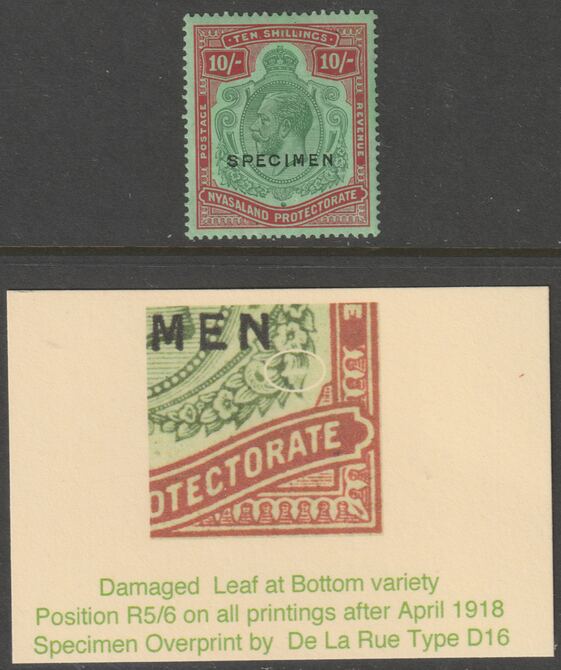 TEN SHILLINGS
10/- 10/-
POSTAGE REVENUE
SPECIMEN
NYASALAND PROTECTORATE
MEN
E
OTECTORATE
Damaged Leaf at Bottom variety
Position R5/6 on all printings after April 1918
Specimen Overprint by De La Rue Type D16